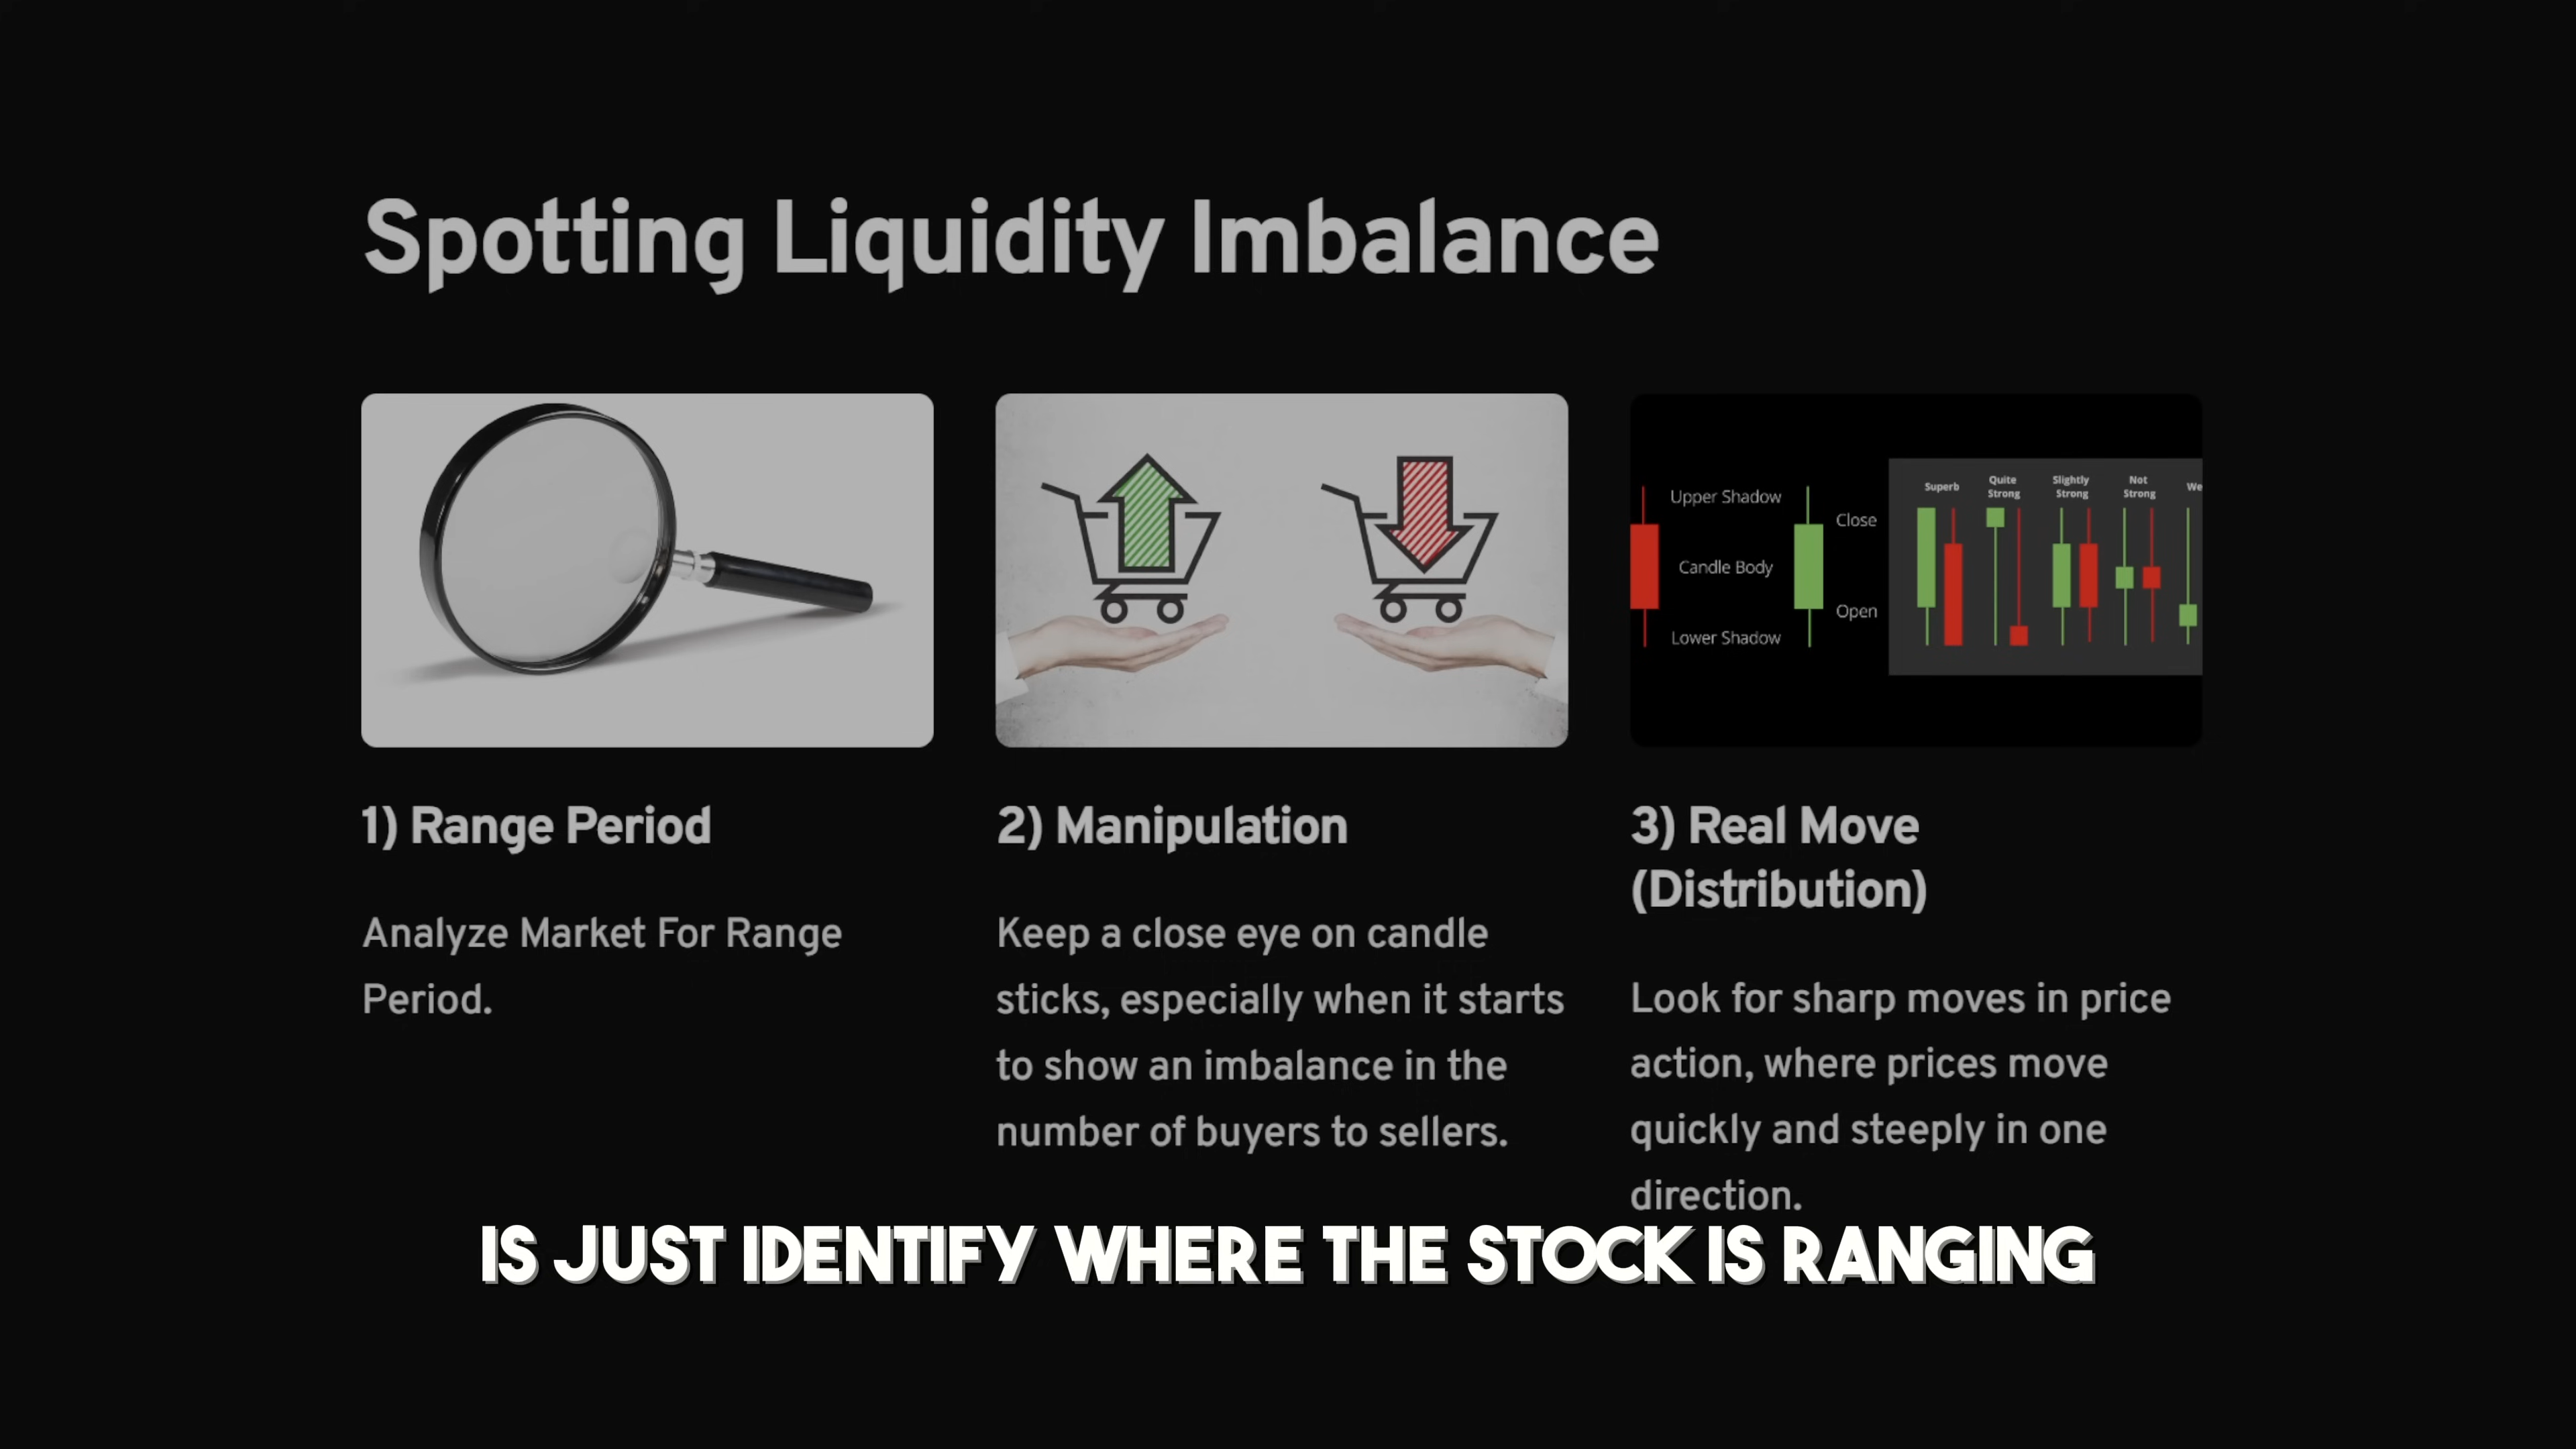 Spotting Liquidity Imbalance
Upper Shadow
Candle Body
Lower Shadow
Close
Open
Superb
Quite
Strong
Slightly
Strong
Not
Strong
We
1) Range Period
Analyze Market For Range
Period.
2) Manipulation
Keep a close eye on candle
sticks, especially when it starts
to show an imbalance in the
number of buyers to sellers.
3) Real Move
(Distribution)
Look for sharp moves in price
action, where prices move
quickly and steeply in one
direction.
IS JUST IDENTIFY WHERE THE STOCK IS RANGING